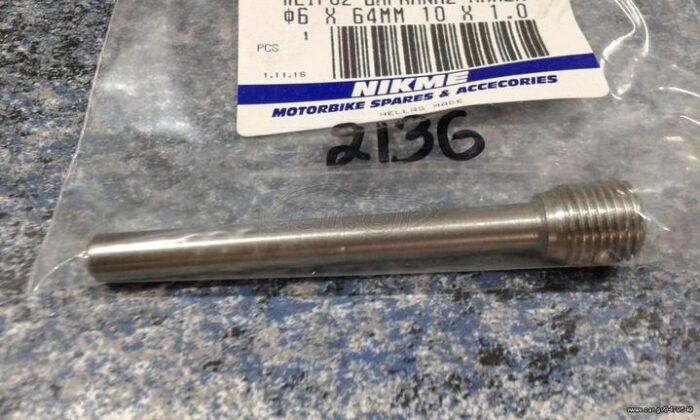 Φ6 X 64MM 10 X 1.0
PCS 1
1.11.16
NIKME
MOTORBIKE SPARES & ACCECORIES
HELLAS MADE
2136